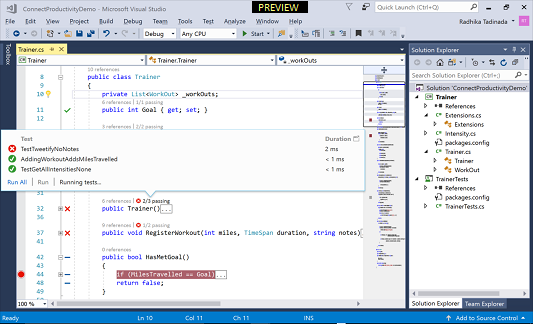 ConnectProductivityDemo - Microsoft Visual Studio
PREVIEW
File Edit View Project Build Debug Team Tools Test Analyze Window Help
Radhika Tadinada
Debug Any CPU Start
Toolbox
Trainer.cs
Trainer Trainer.Trainer _workOuts
10 references
8 public class Trainer
9 {
10 private List<WorkOut> _workOuts;
6 references | 1/1 passing
11 public int Goal { get; set; }
5 references | 2/2 passing
Test Duration
TestTweetifyNoNotes 2 ms
AddingWorkoutAddsMilesTravelled < 1 ms
TestGetAllIntensitiesNone < 1 ms
Run All | Run | Running tests...
6 references | 2/3 passing
32 public Trainer()...
36
9 references | 1/2 passing
37 public void RegisterWorkout(int miles, TimeSpan duration, string notes)
41
0 references
42 public bool HasMetGoal()
43 {
44 if (MilesTravelled == Goal)...
48 return false;
49 }
100 %
Solution Explorer
Search Solution Explorer (Ctrl+;)
Solution 'ConnectProductivityDemo'
Trainer
References
Extensions.cs
Extensions
Intensity.cs
packages.config
Trainer.cs
Trainer
WorkOut
TrainerTests
References
packages.config
TrainerTests.cs
Solution Explorer Team Explorer
Ready Ln 10 Col 11 Ch 11 INS Add to Source Control